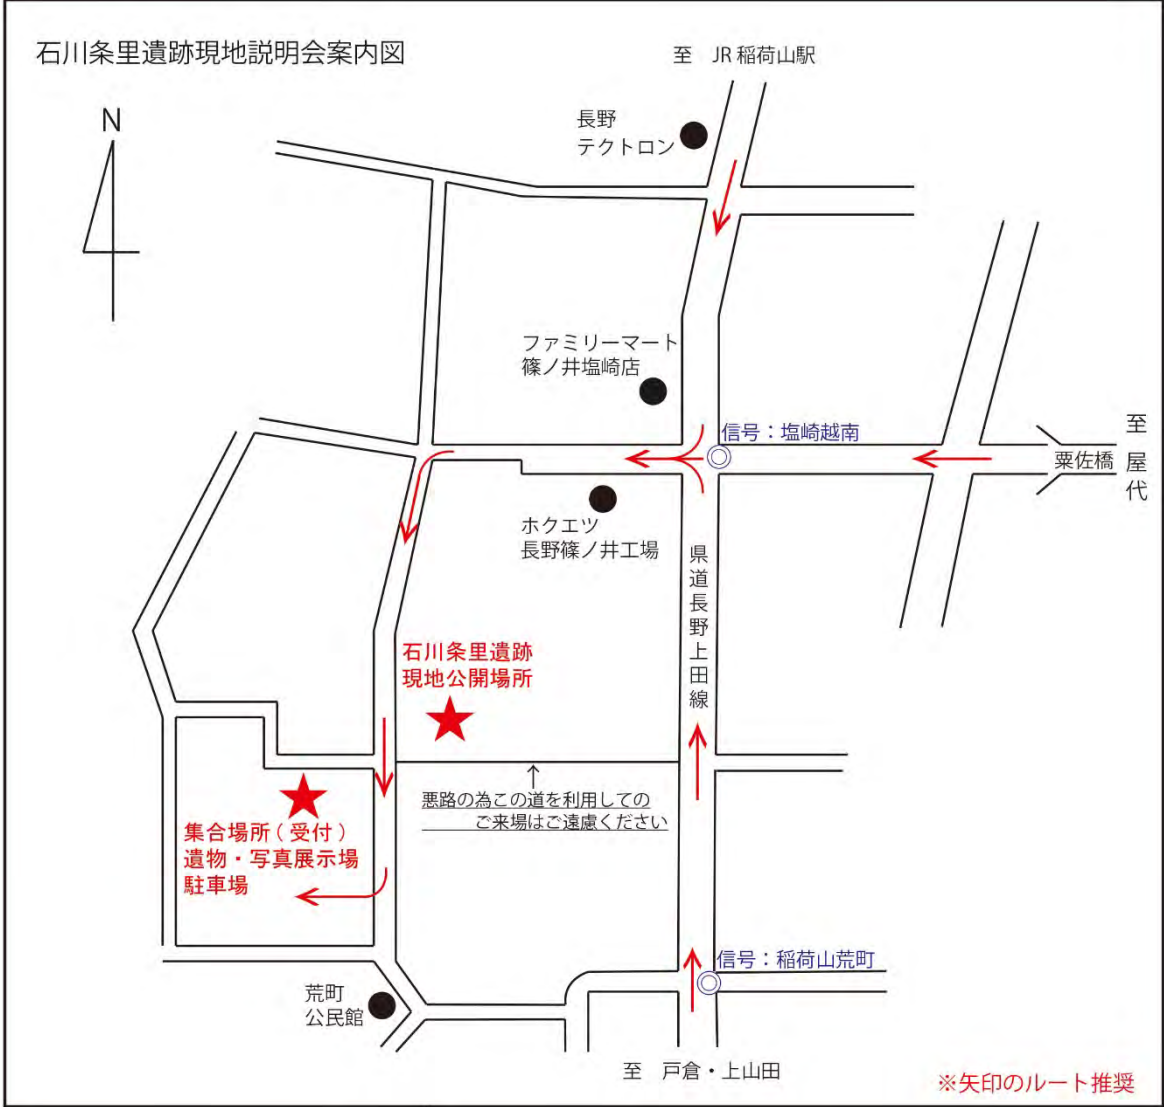 石川条里遺跡現地説明会案内図
至 JR 稲荷山駅
N
長野
テクトロン
ファミリーマート
篠ノ井塩崎店
信号：塩崎越南
至屋代
粟佐橋
ホクエツ
長野篠ノ井工場
県道長野上田線
石川条里遺跡
現地公開場所
↑
悪路の為この道を利用しての
ご来場はご遠慮ください
集合場所（受付）
遺物・写真展示場
駐車場
信号：稲荷山荒町
荒町
公民館
至 戸倉・上山田
※矢印のルート推奨